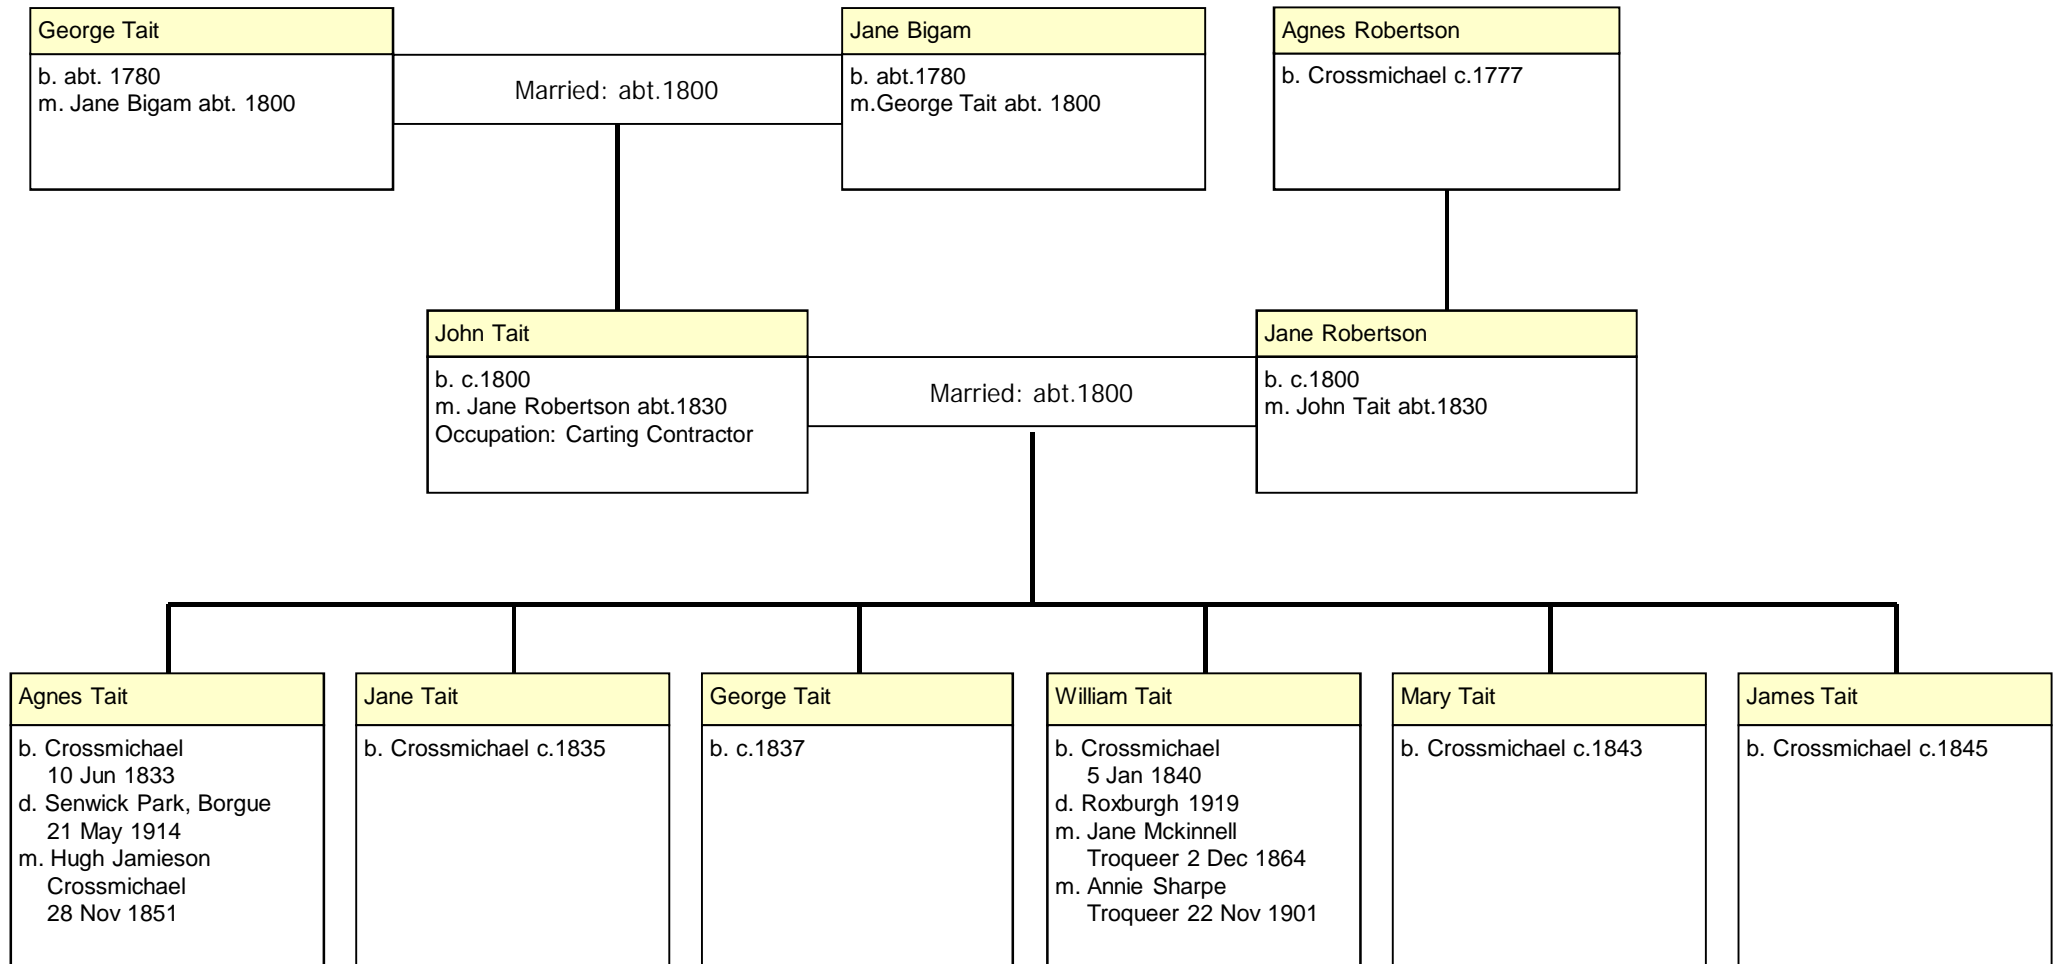 George Tait
b. abt. 1780
m. Jane Bigam abt. 1800
Married: abt.1800
Jane Bigam
b. abt.1780
m.George Tait abt. 1800
Agnes Robertson
b. Crossmichael c.1777
John Tait
b. c.1800
m. Jane Robertson abt.1830
Occupation: Carting Contractor
Married: abt.1800
Jane Robertson
b. c.1800
m. John Tait abt.1830
Agnes Tait
b. Crossmichael
10 Jun 1833
d. Senwick Park, Borgue
21 May 1914
m. Hugh Jamieson
Crossmichael
28 Nov 1851
Jane Tait
b. Crossmichael c.1835
George Tait
b. c.1837
William Tait
b. Crossmichael
5 Jan 1840
d. Roxburgh 1919
m. Jane Mckinnell
Troqueer 2 Dec 1864
m. Annie Sharpe
Troqueer 22 Nov 1901
Mary Tait
b. Crossmichael c.1843
James Tait
b. Crossmichael c.1845